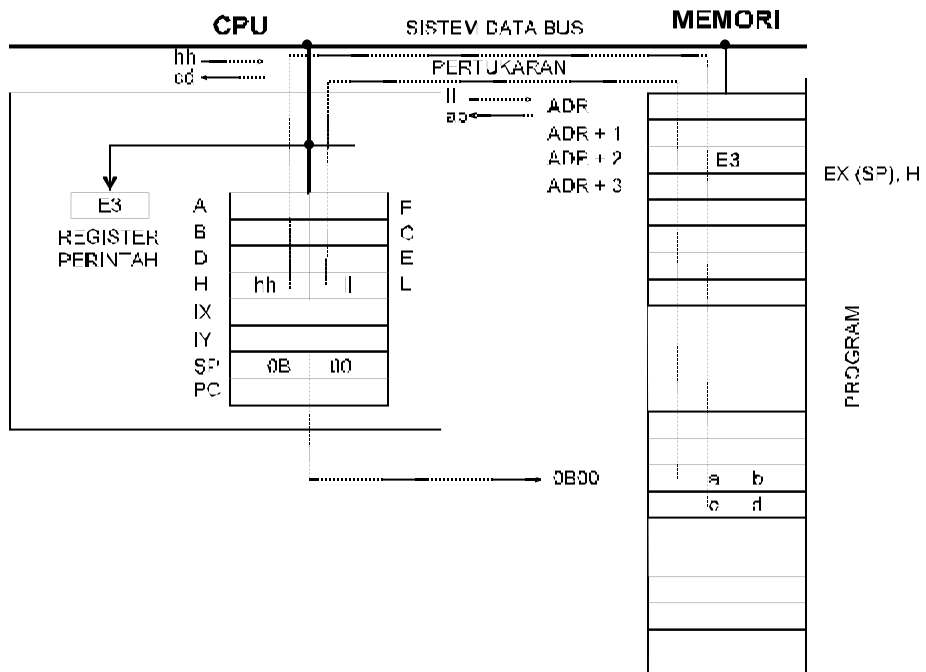 CPU
SISTEM DATA BUS
MEMORI
hh
cd
PERTUKARAN
ll
ab
ADR
ADR + 1
ADR + 2
ADR + 3
E3
EX (SP), H
E3
REGISTER
PERINTAH
A F
B C
D E
H hh ll L
IX
IY
SP 0B 00
PC
PROGRAM
0B00
a b
c d